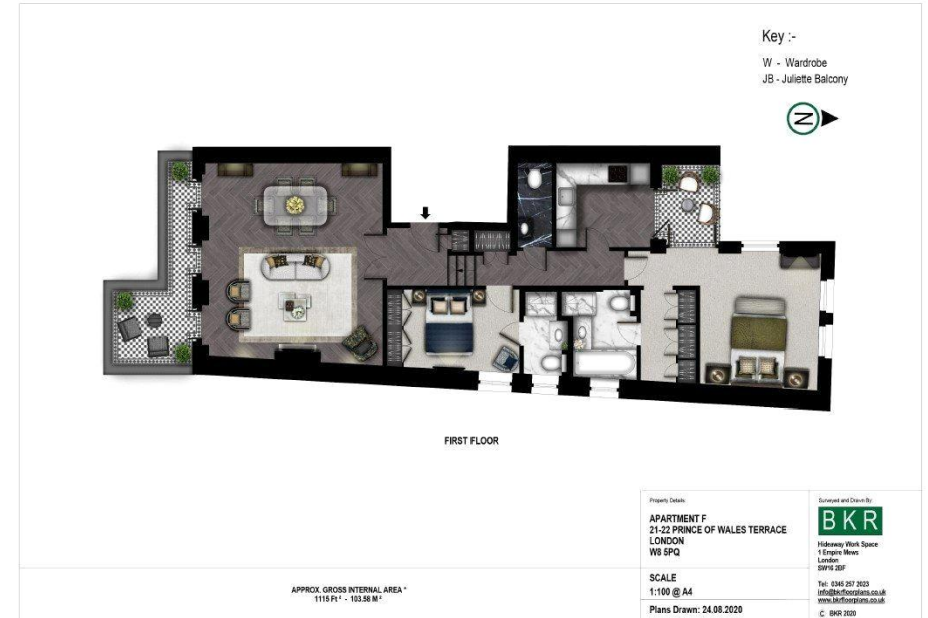 Key :-
W - Wardrobe
JB - Juliette Balcony
N
FIRST FLOOR
APPROX. GROSS INTERNAL AREA *
1115 Ft ² - 103.58 M ²
Property Details
APARTMENT F
21-22 PRINCE OF WALES TERRACE
LONDON
W8 5PQ
SCALE
1:100 @ A4
Plans Drawn: 24.08.2020
Surveyed and Drawn By
BKR
Hideaway Work Space
1 Empire Mews
London
SW16 2BF
Tel: 0345 257 2023
info@bkrfloorplans.co.uk
www.bkrfloorplans.co.uk
C BKR 2020